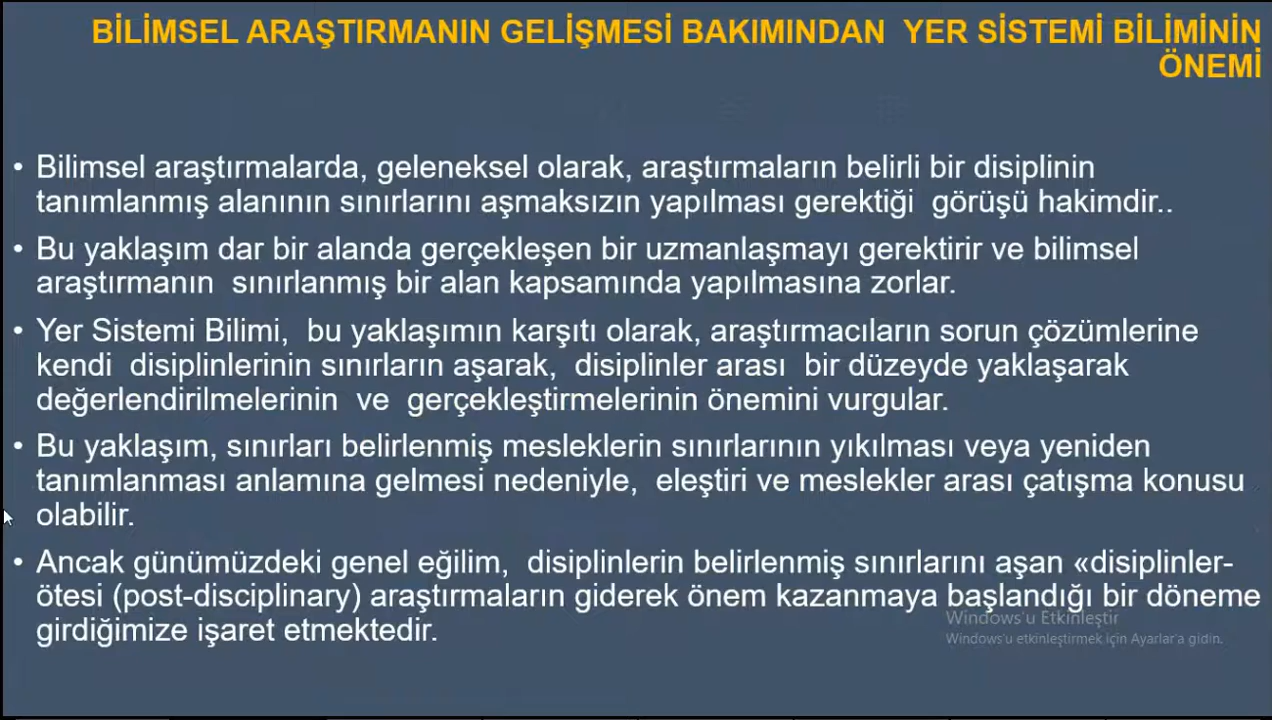 BİLİMSEL ARAŞTIRMANIN GELİŞMESİ BAKIMINDAN YER SİSTEMİ BİLİMİNİN
ÖNEMİ
• Bilimsel araştırmalarda, geleneksel olarak, araştırmaların belirli bir disiplinin
tanımlanmış alanının sınırlarını aşmaksızın yapılması gerektiği görüşü hakimdir..
• Bu yaklaşım dar bir alanda gerçekleşen bir uzmanlaşmayı gerektirir ve bilimsel
araştırmanın sınırlanmış bir alan kapsamında yapılmasına zorlar.
• Yer Sistemi Bilimi, bu yaklaşımın karşıtı olarak, araştırmacıların sorun çözümlerine
kendi disiplinlerinin sınırların aşarak, disiplinler arası bir düzeyde yaklaşarak
değerlendirilmelerinin ve gerçekleştirmelerinin önemini vurgular.
• Bu yaklaşım, sınırları belirlenmiş mesleklerin sınırlarının yıkılması veya yeniden
tanımlanması anlamına gelmesi nedeniyle, eleştiri ve meslekler arası çatışma konusu
olabilir.
• Ancak günümüzdeki genel eğilim, disiplinlerin belirlenmiş sınırlarını aşan «disiplinler-
ötesi (post-disciplinary) araştırmaların giderek önem kazanmaya başlandığı bir döneme
girdiğimize işaret etmektedir.
Windows'u Etkinleştir
Windows'u etkinleştirmek için Ayarlar'a gidin.